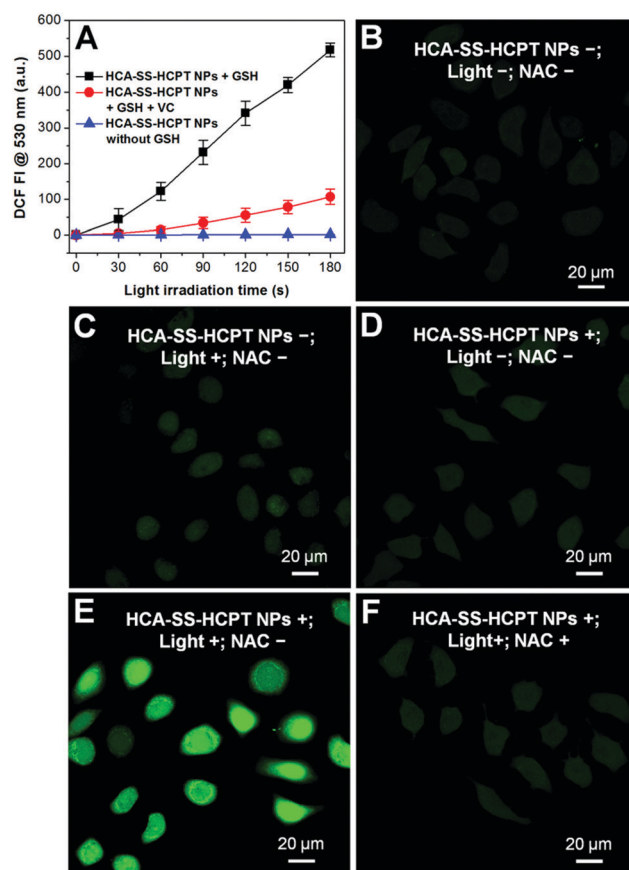 A
600
500
400
300
200
100
0
DCF FI @ 530 nm (a.u.)
HCA-SS-HCPT NPs + GSH
HCA-SS-HCPT NPs
+ GSH + VC
HCA-SS-HCPT NPs
without GSH
0 30 60 90 120 150 180
Light irradiation time (s)
B
HCA-SS-HCPT NPs −;
Light −; NAC −
20 µm
C
HCA-SS-HCPT NPs −;
Light +; NAC −
20 µm
D
HCA-SS-HCPT NPs +;
Light −; NAC −
20 µm
E
HCA-SS-HCPT NPs +;
Light +; NAC −
20 µm
F
HCA-SS-HCPT NPs +;
Light+; NAC +
20 µm